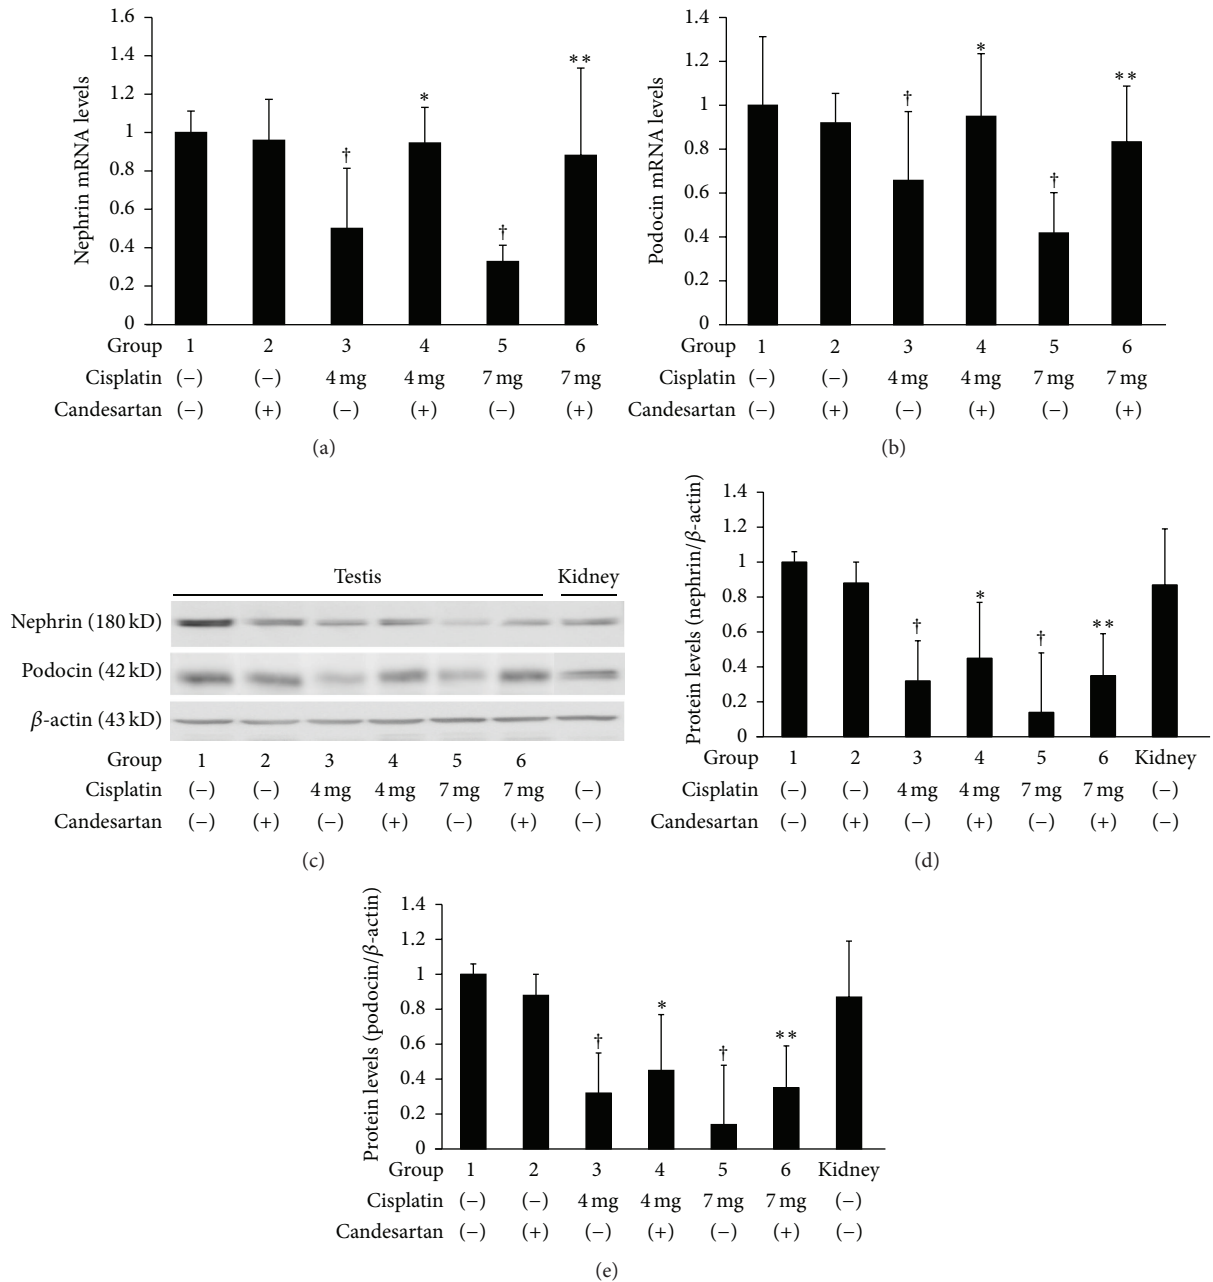 Nephrin mRNA levels
1.6
1.4
1.2
1
0.8
0.6
0.4
0.2
0
†
*
†
**
Group 1 2 3 4 5 6
Cisplatin (−) (−) 4 mg 4 mg 7 mg 7 mg
Candesartan (−) (+) (−) (+) (−) (+)
(a)
Podocin mRNA levels
1.4
1.2
1
0.8
0.6
0.4
0.2
0
†
*
†
**
Group 1 2 3 4 5 6
Cisplatin (−) (−) 4 mg 4 mg 7 mg 7 mg
Candesartan (−) (+) (−) (+) (−) (+)
(b)
Testis Kidney
Nephrin (180 kD)
Podocin (42 kD)
β-actin (43 kD)
Group 1 2 3 4 5 6
Cisplatin (−) (−) 4 mg 4 mg 7 mg 7 mg (−)
Candesartan (−) (+) (−) (+) (−) (+) (−)
(c)
Protein levels (nephrin/β-actin)
1.4
1.2
1
0.8
0.6
0.4
0.2
0
†
*
†
**
Group 1 2 3 4 5 6 Kidney
Cisplatin (−) (−) 4 mg 4 mg 7 mg 7 mg (−)
Candesartan (−) (+) (−) (+) (−) (+) (−)
(d)
Protein levels (podocin/β-actin)
1.4
1.2
1
0.8
0.6
0.4
0.2
0
†
*
†
**
Group 1 2 3 4 5 6 Kidney
Cisplatin (−) (−) 4 mg 4 mg 7 mg 7 mg (−)
Candesartan (−) (+) (−) (+) (−) (+) (−)
(e)